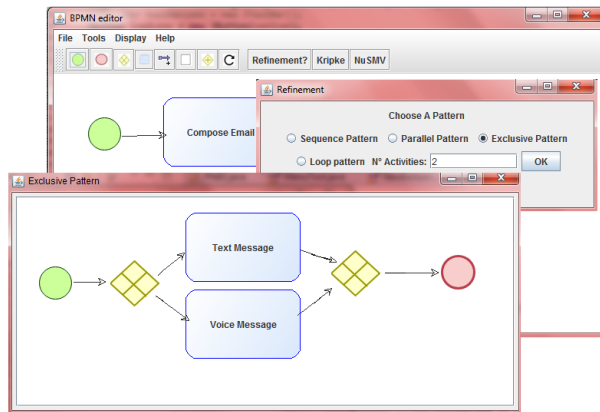 BPMN editor
File Tools Display Help
Refinement? Kripke NuSMV
Compose Email
Refinement
Choose A Pattern
Sequence Pattern Parallel Pattern Exclusive Pattern
Loop pattern N° Activities: 2 OK
Exclusive Pattern
Text Message
Voice Message